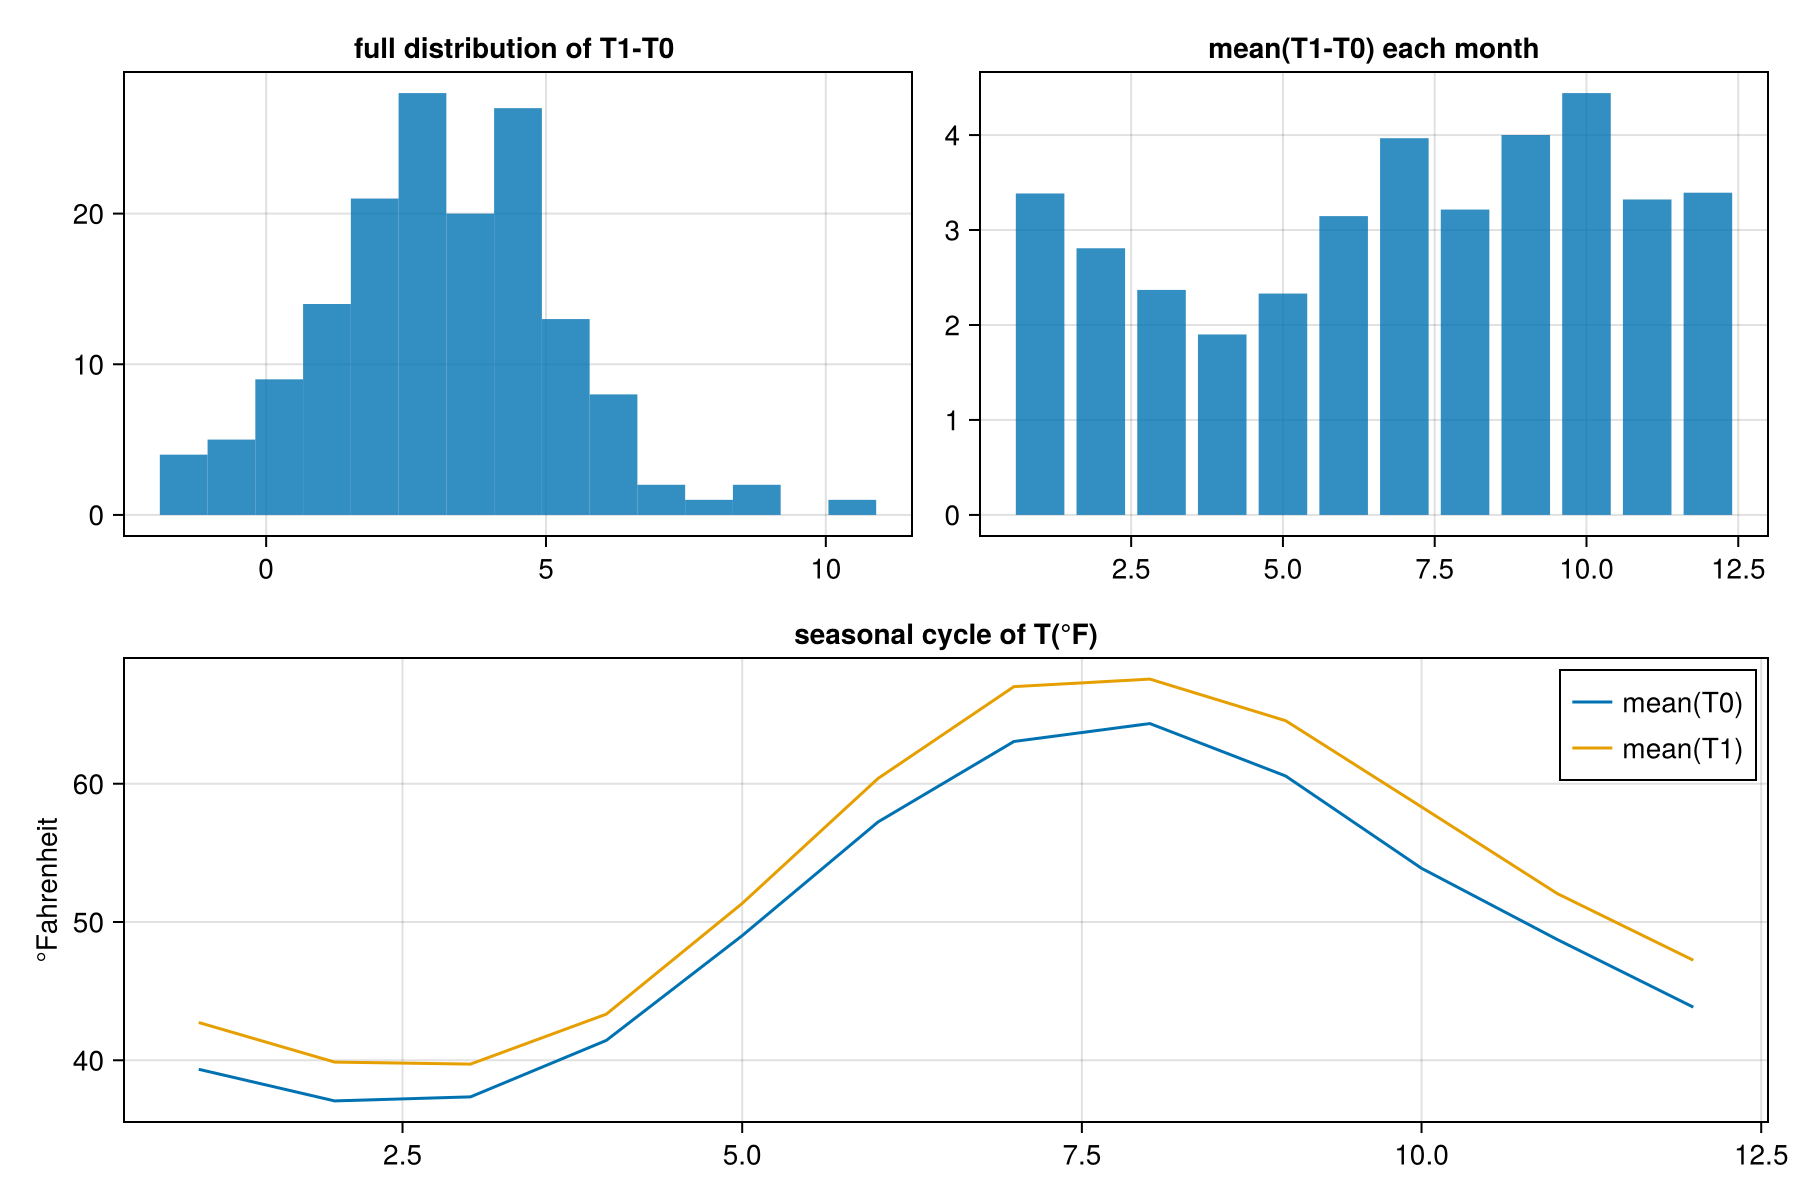 full distribution of T1-T0
20
10
0
0 5 10
mean(T1-T0) each month
4
3
2
1
0
2.5 5.0 7.5 10.0 12.5
seasonal cycle of T(°F)
°Fahrenheit
60
50
40
2.5 5.0 7.5 10.0 12.5
mean(T0)
mean(T1)